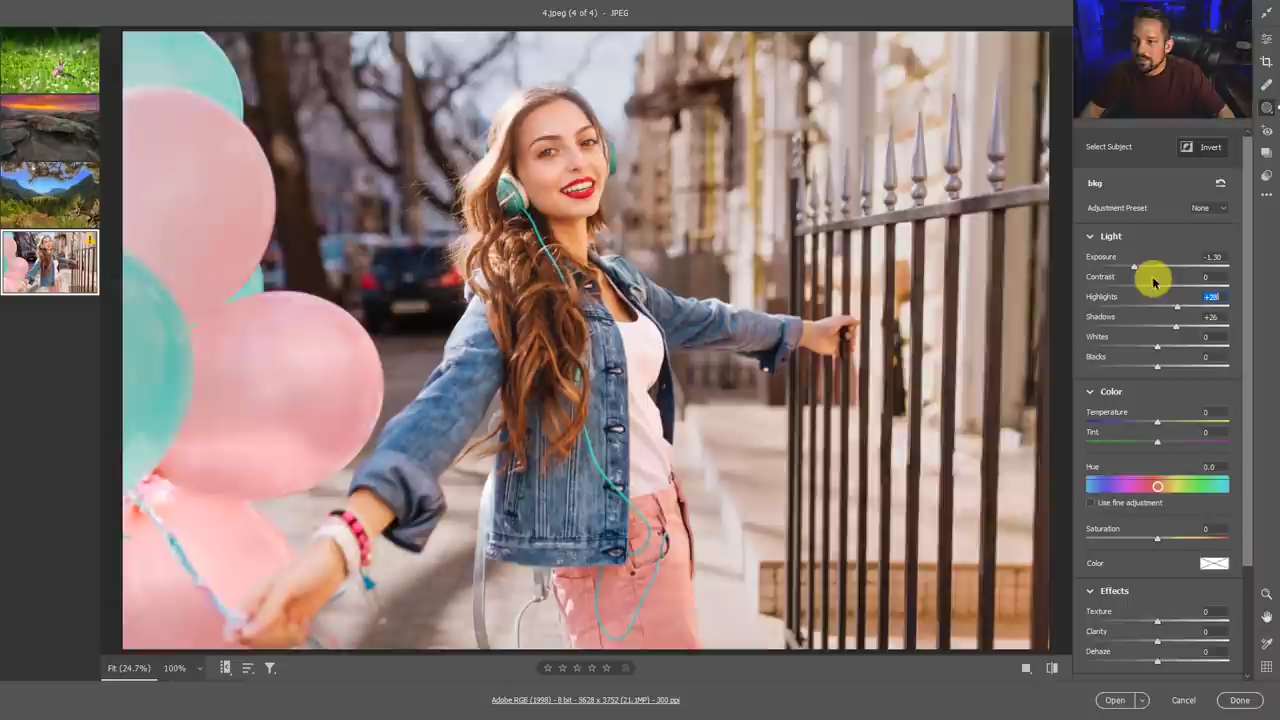 4.jpeg (4 of 4) - JPEG
Select Subject
Invert
bkg
Adjustment Preset
None
Light
Exposure
-1.30
Contrast
0
Highlights
+28
Shadows
+26
Whites
0
Blacks
0
Color
Temperature
0
Tint
0
Hue
0.0
Use fine adjustment
Saturation
0
Color
Effects
Texture
0
Clarity
0
Dehaze
0
Fit (24.7%)
100%
Adobe RGB (1998) - 8 bit - 5628 x 3752 (21.1MP) - 300 ppi
Open
Cancel
Done